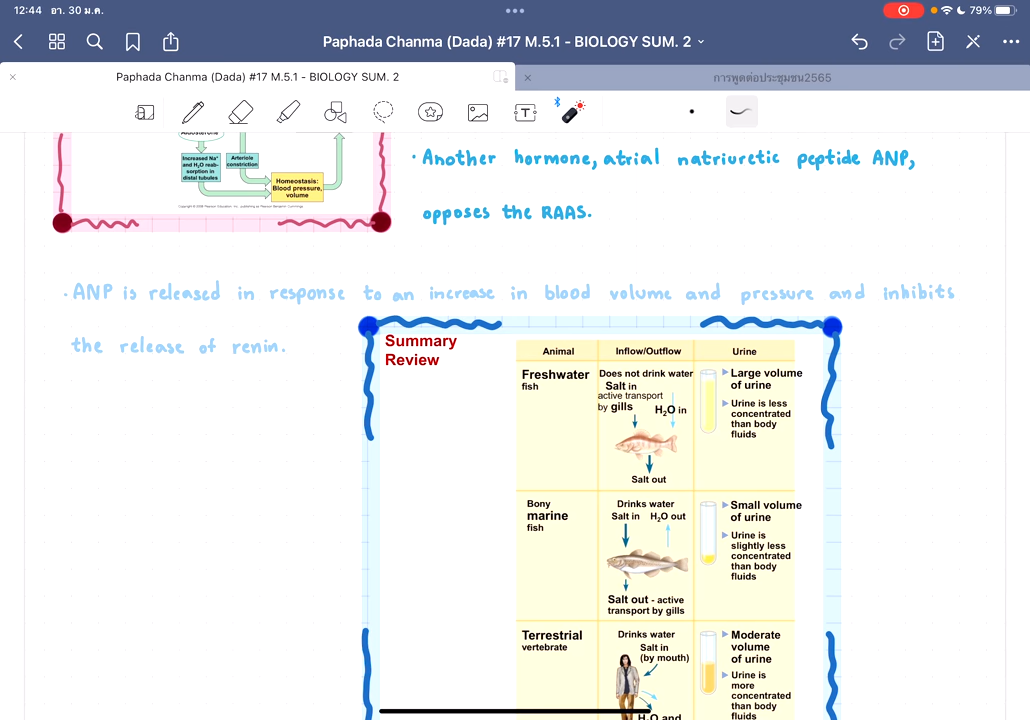 12:44 อา. 30 ม.ค.
79%
Paphada Chanma (Dada) #17 M.5.1 - BIOLOGY SUM. 2
Paphada Chanma (Dada) #17 M.5.1 - BIOLOGY SUM. 2
การพูดต่อประชุมชน2565
Aldosterone
Increased Na+
and H2O reab-
sorption in
distal tubules
Arteriole
constriction
Homeostasis:
Blood pressure,
volume
· Another hormone, atrial natriuretic peptide ANP,
opposes the RAAS.
· ANP is released in response to an increase in blood volume and pressure and inhibits
the release of renin.
Summary
Review
Animal Inflow/Outflow Urine
Freshwater
fish
Does not drink water
Salt in
active transport
by gills
H2O in
Salt out
Large volume
of urine
Urine is less
concentrated
than body
fluids
Bony
marine
fish
Drinks water
Salt in H2O out
Salt out - active
transport by gills
Small volume
of urine
Urine is
slightly less
concentrated
than body
fluids
Terrestrial
vertebrate
Drinks water
Salt in
(by mouth)
H2O and
Moderate
volume
of urine
Urine is
more
concentrated
than body
fluids